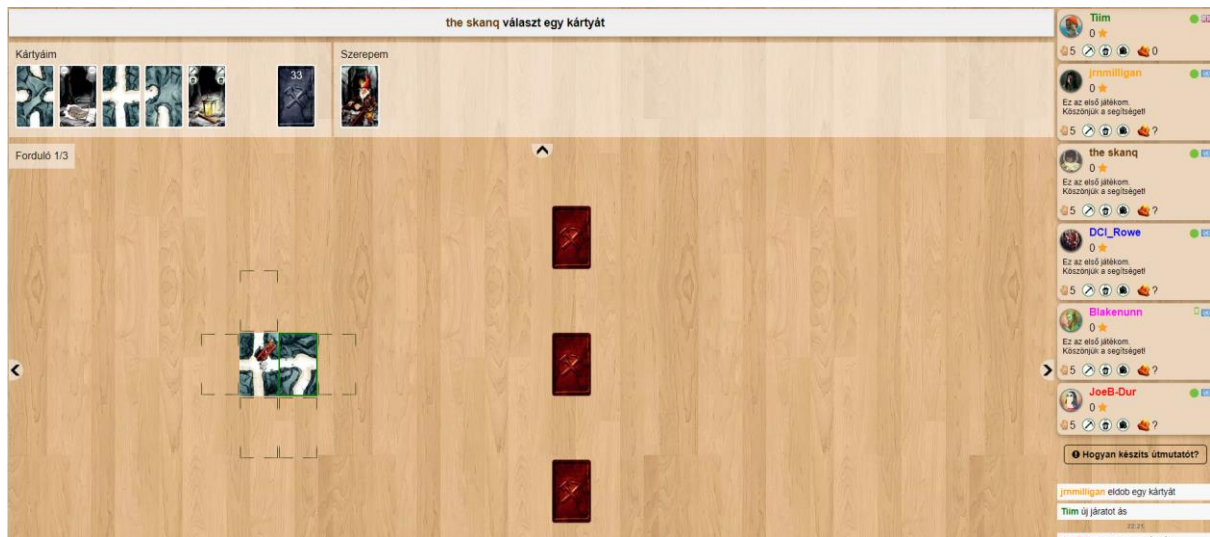 the skanq választ egy kártyát
Kártyáim
33
Szerepem
Forduló 1/3
Tiim
0
5 0
jrnmilligan
0
Ez az első játékom.
Köszönjük a segítséget!
5 ?
the skanq
0
Ez az első játékom.
Köszönjük a segítséget!
5 ?
DCI_Rowe
0
Ez az első játékom.
Köszönjük a segítséget!
5 ?
Blakenunn
0
Ez az első játékom.
Köszönjük a segítséget!
5 ?
JoeB-Dur
0
5 ?
Hogyan készíts útmutatót?
jrnmilligan eldob egy kártyát
Tiim új járatot ás
22:21